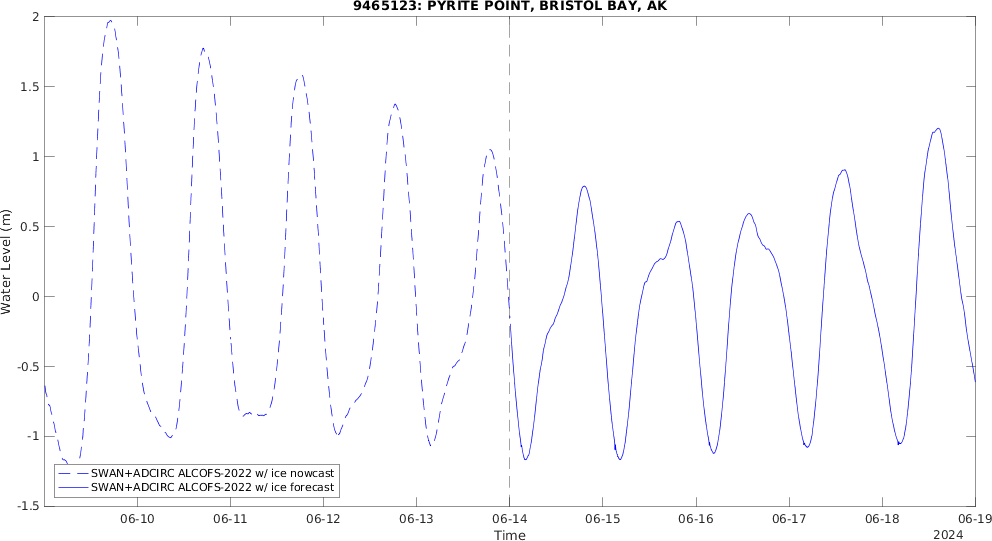 9465123: PYRITE POINT, BRISTOL BAY, AK
Water Level (m)
2
1.5
1
0.5
0
-0.5
-1
-1.5
SWAN+ADCIRC ALCOFS-2022 w/ ice nowcast
SWAN+ADCIRC ALCOFS-2022 w/ ice forecast
06-10 06-11 06-12 06-13 06-14 06-15 06-16 06-17 06-18 06-19
Time
2024